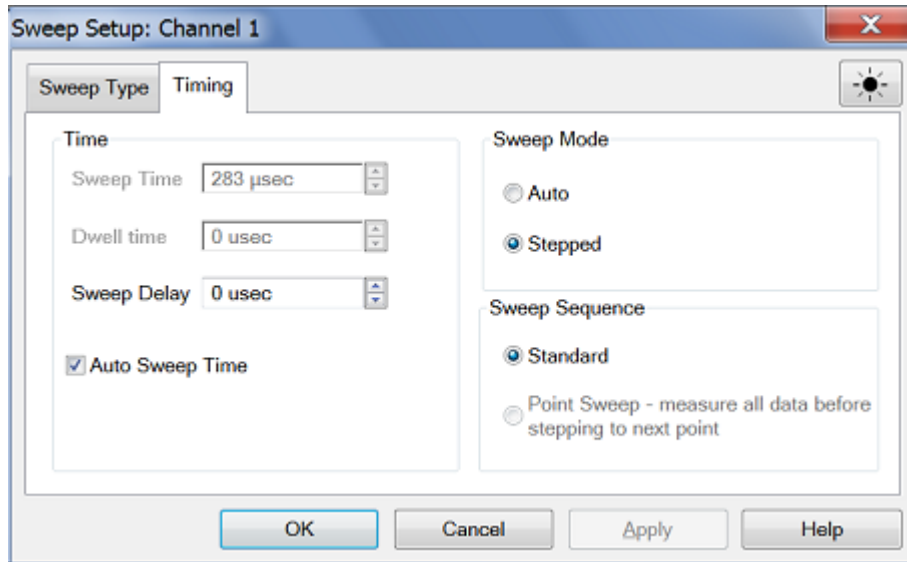 Sweep Setup: Channel 1
Sweep Type
Timing
Time
Sweep Time
283 µsec
Dwell time
0 usec
Sweep Delay
0 usec
Auto Sweep Time
Sweep Mode
Auto
Stepped
Sweep Sequence
Standard
Point Sweep - measure all data before
stepping to next point
OK
Cancel
Apply
Help